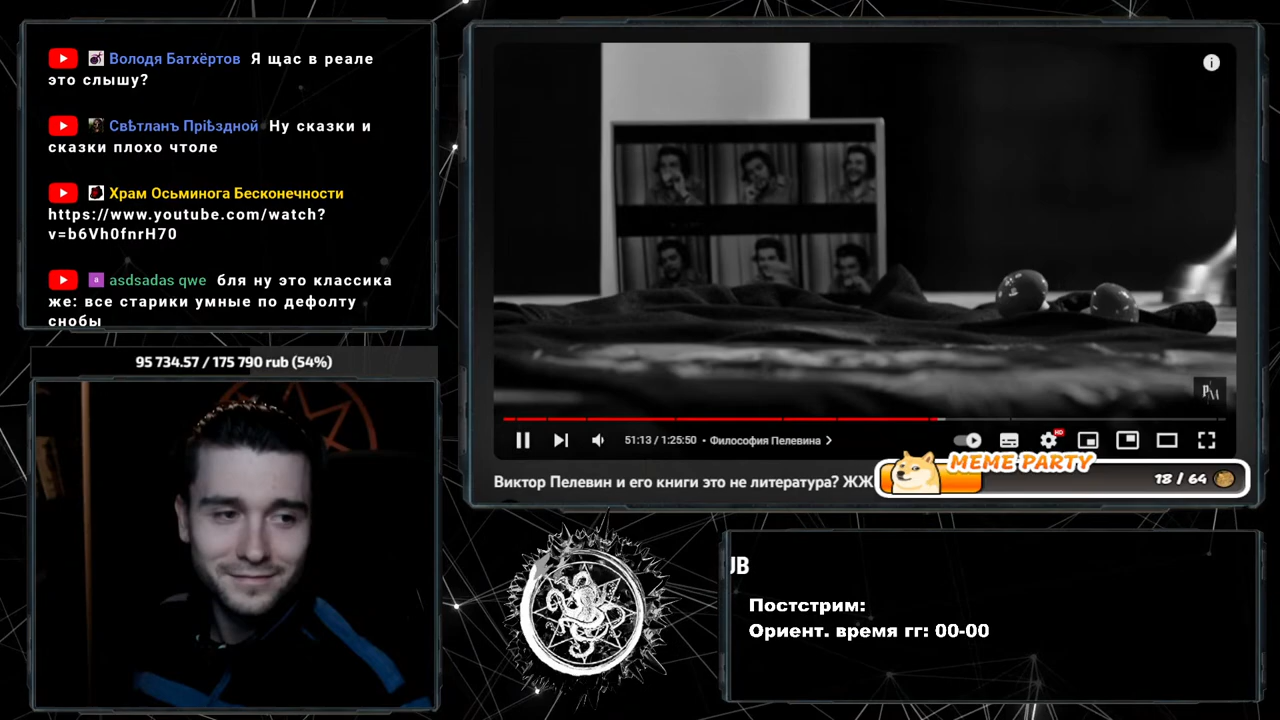 Володя Батхёртов Я щас в реале
это слышу?
Свѣтланъ Пріѣздной Ну сказки и
сказки плохо чтоле
Храм Осьминога Бесконечности
https://www.youtube.com/watch?
v=b6Vh0fnrH70
asdsadas qwe бля ну это классика
же: все старики умные по дефолту
снобы
95 734.57 / 175 790 rub (54%)
51:13 / 1:25:50 • Философия Пелевина
HD
Виктор Пелевин и его книги это не литература? ЖЖ
MEME PARTY
18 / 64
UB
Постстрим:
Ориент. время гг: 00-00